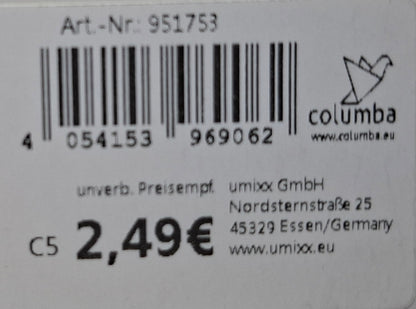 Art.-Nr.: 951753
4 054153 969062
columba
www.columba.eu
unverb. Preisempf.
C5 2,49€
umixx GmbH
Nordsternstraße 25
45329 Essen/Germany
www.umixx.eu